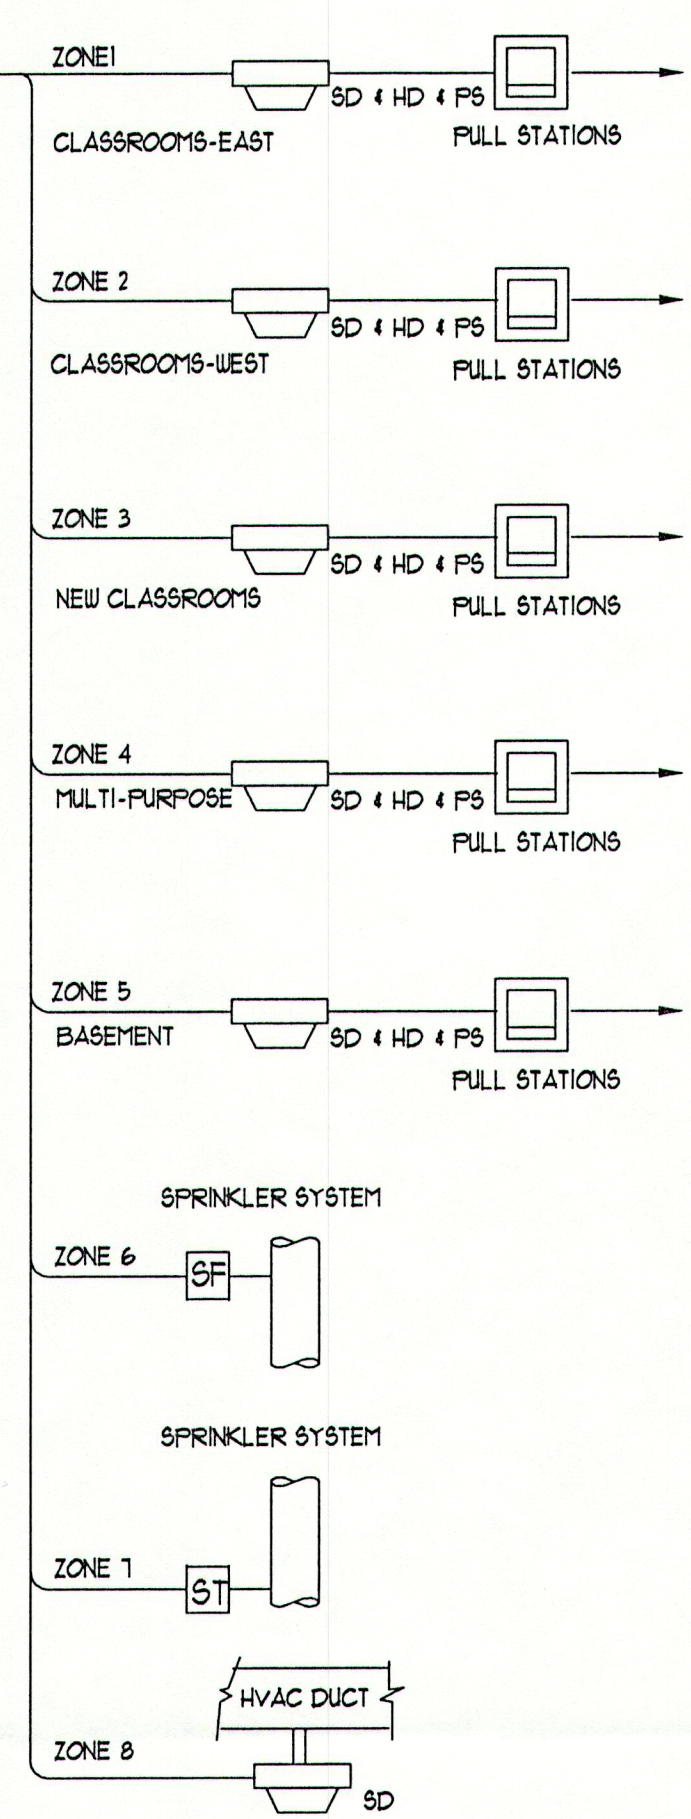 ZONE1
SD & HD & PS
CLASSROOMS-EAST
PULL STATIONS
ZONE 2
SD & HD & PS
CLASSROOMS-WEST
PULL STATIONS
ZONE 3
SD & HD & PS
NEW CLASSROOMS
PULL STATIONS
ZONE 4
MULTI-PURPOSE
SD & HD & PS
PULL STATIONS
ZONE 5
BASEMENT
SD & HD & PS
PULL STATIONS
SPRINKLER SYSTEM
ZONE 6
SF
SPRINKLER SYSTEM
ZONE 7
ST
HVAC DUCT
ZONE 8
SD